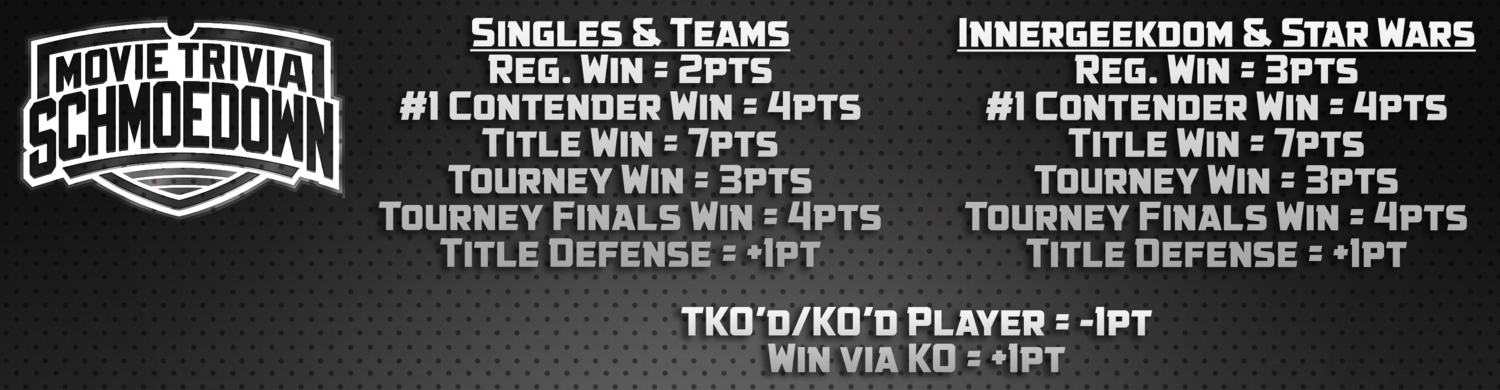 MOVIE TRIVIA
SCHMOEDOWN
SINGLES & TEAMS
REG. WIN = 2PTS
#1 CONTENDER WIN = 4PTS
TITLE WIN = 7PTS
TOURNEY WIN = 3PTS
TOURNEY FINALS WIN = 4PTS
TITLE DEFENSE = +1PT
INNERGEEKDOM & STAR WARS
REG. WIN = 3PTS
#1 CONTENDER WIN = 4PTS
TITLE WIN = 7PTS
TOURNEY WIN = 3PTS
TOURNEY FINALS WIN = 4PTS
TITLE DEFENSE = +1PT
TKO'D/KO'D PLAYER = -1PT
WIN VIA KO = +1PT